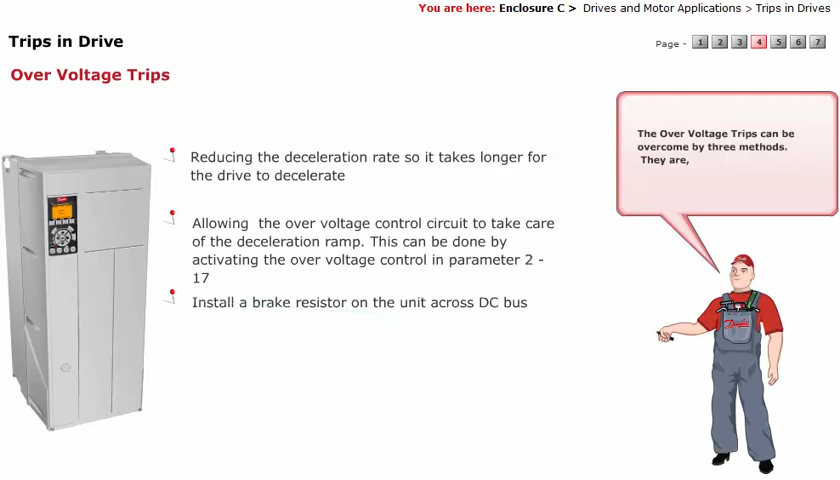 You are here: Enclosure C > Drives and Motor Applications > Trips in Drives
Trips in Drive
Page - 1 2 3 4 5 6 7
Over Voltage Trips
Reducing the deceleration rate so it takes longer for
the drive to decelerate
Allowing the over voltage control circuit to take care
of the deceleration ramp. This can be done by
activating the over voltage control in parameter 2 -
17
Install a brake resistor on the unit across DC bus
The Over Voltage Trips can be
overcome by three methods.
They are,
Danfoss